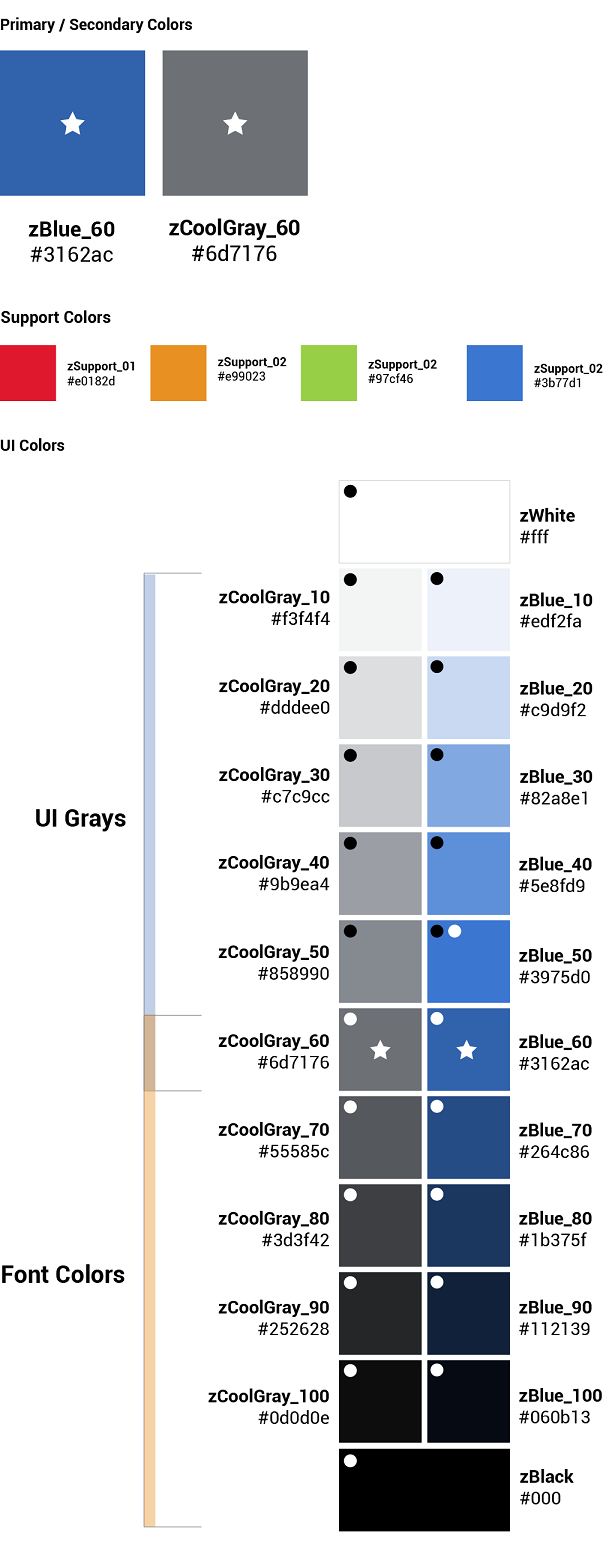 Primary / Secondary Colors
zBlue_60
#3162ac
zCoolGray_60
#6d7176
Support Colors
zSupport_01
#e0182d
zSupport_02
#e99023
zSupport_02
#97cf46
zSupport_02
#3b77d1
UI Colors
zWhite
#fff
zCoolGray_10
#f3f4f4
zBlue_10
#edf2fa
zCoolGray_20
#dddee0
zBlue_20
#c9d9f2
zCoolGray_30
#c7c9cc
zBlue_30
#82a8e1
UI Grays
zCoolGray_40
#9b9ea4
zBlue_40
#5e8fd9
zCoolGray_50
#858990
zBlue_50
#3975d0
zCoolGray_60
#6d7176
zBlue_60
#3162ac
zCoolGray_70
#55585c
zBlue_70
#264c86
zCoolGray_80
#3d3f42
zBlue_80
#1b375f
Font Colors
zCoolGray_90
#252628
zBlue_90
#112139
zCoolGray_100
#0d0d0e
zBlue_100
#060b13
zBlack
#000